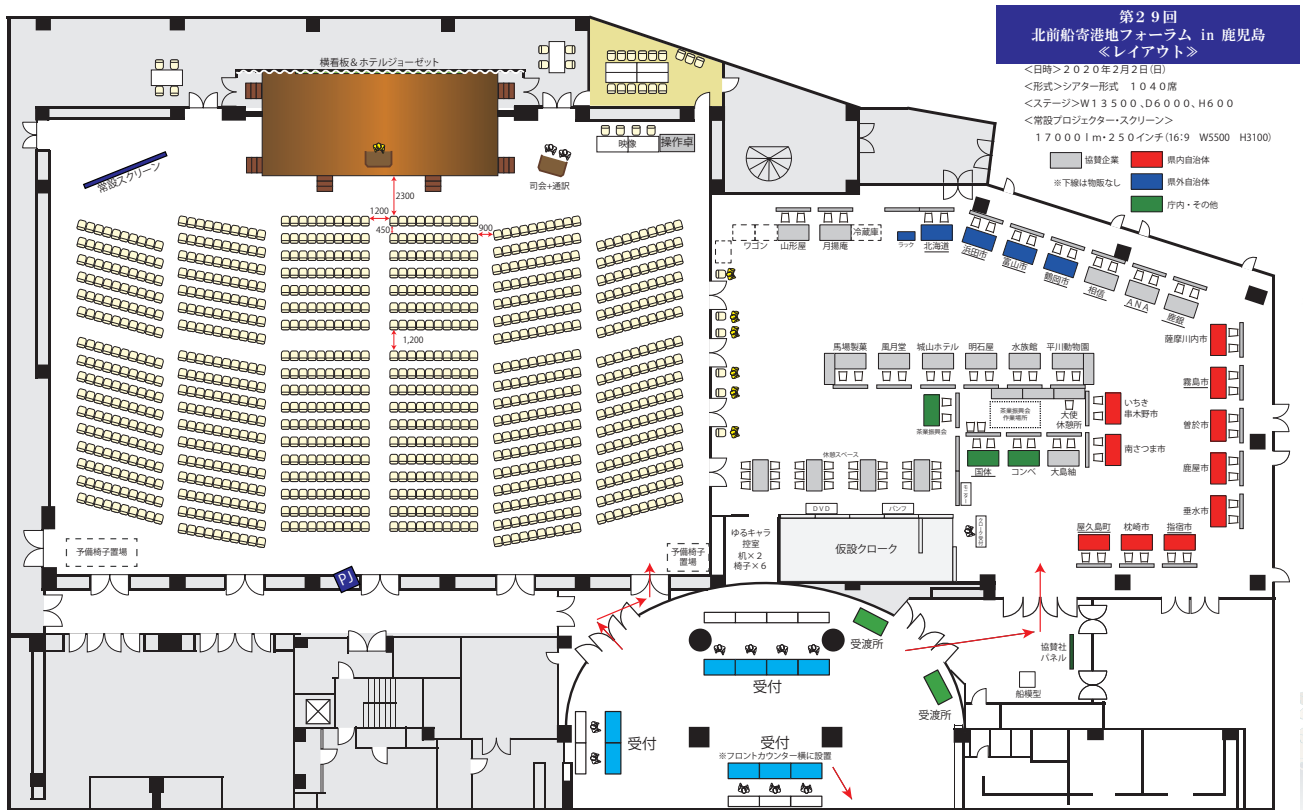 第２９回
北前船寄港地フォーラム in 鹿児島
≪レイアウト≫
＜日時＞２０２０年２月２日(日)
＜形式＞シアター形式　１０４０席
＜ステージ＞W１３５００、D６０００、H６００
＜常設プロジェクター・スクリーン＞
１７０００ｌｍ・２５０インチ(16:9　W5500　H3100)
協賛企業
県内自治体
※下線は物販なし
県外自治体
庁内・その他
横看板＆ホテルジョーゼット
映像
操作卓
司会+通訳
常設スクリーン
2300
1200
450
900
1,200
ワゴン
山形屋
月揚庵
冷蔵庫
ラック
北海道
浜田市
富山市
鶴岡市
相信
ＡＮＡ
鹿銀
薩摩川内市
霧島市
曽於市
鹿屋市
垂水市
馬場製菓
風月堂
城山ホテル
明石屋
水族館
平川動物園
茶業振興会
茶業振興会
作業場所
大使
休憩所
いちき
串木野市
南さつま市
国体
コンベ
大島紬
休憩スペース
屋久島町
枕崎市
指宿市
ＤＶＤ
パンフ
ゆるキャラ
控室
机×２
椅子×６
仮設クローク
予備椅子置場
予備椅子
置場
PJ
受渡所
受付
協賛社
パネル
船模型
受渡所
受付
受付
※フロントカウンター横に設置